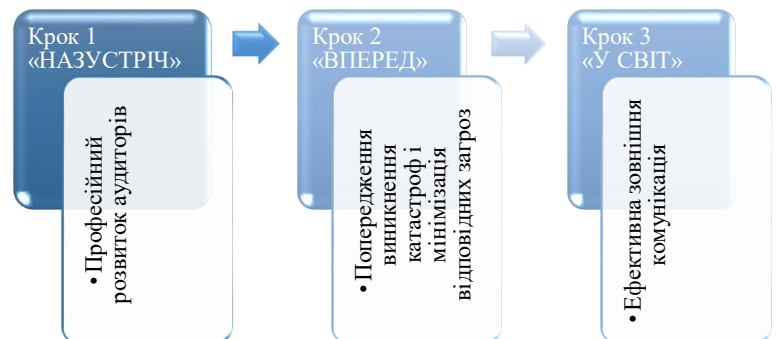 Крок 1
«НАЗУСТРІЧ»
•Професійний
розвиток аудиторів
Крок 2
«ВПЕРЕД»
•Попередження
виникнення
катастроф і
мінімізація
відповідних загроз
Крок 3
«У СВІТ»
•Ефективна зовнішня
комунікація